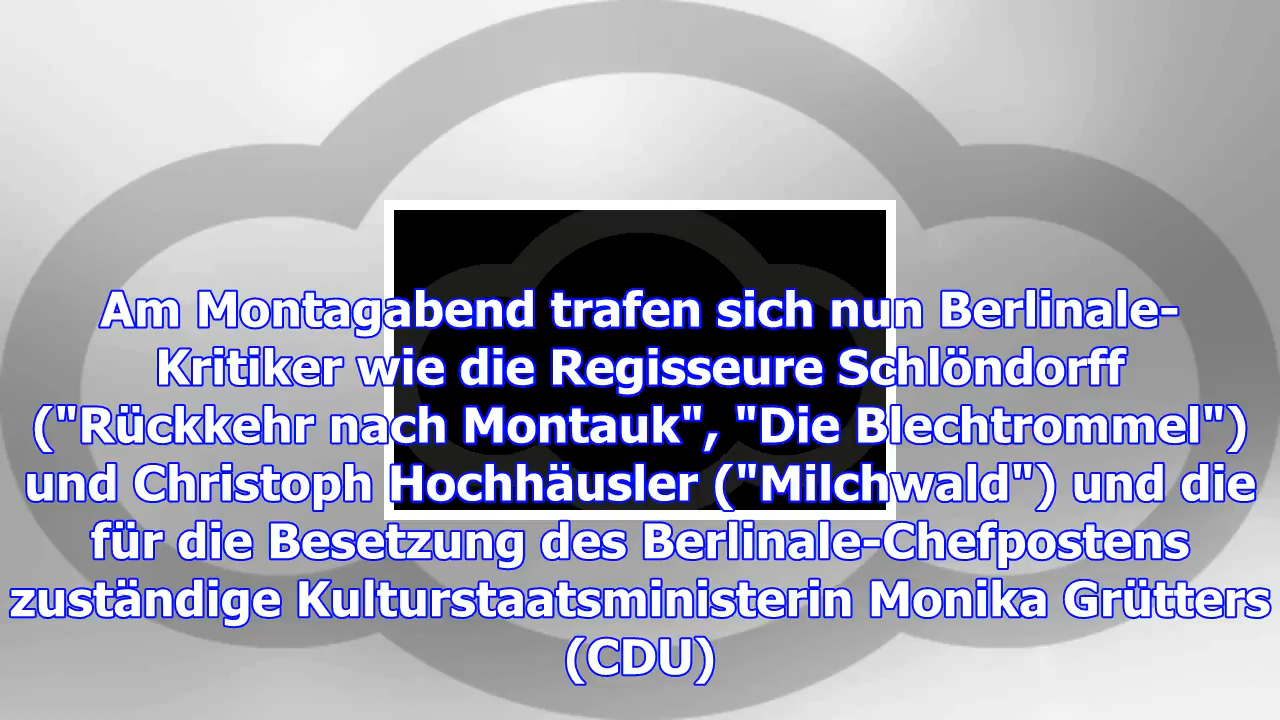 Am Montagabend trafen sich nun Berlinale-
Kritiker wie die Regisseure Schlöndorff
("Rückkehr nach Montauk", "Die Blechtrommel")
und Christoph Hochhäusler ("Milchwald") und die
für die Besetzung des Berlinale-Chefpostens
zuständige Kulturstaatsministerin Monika Grütters
(CDU)